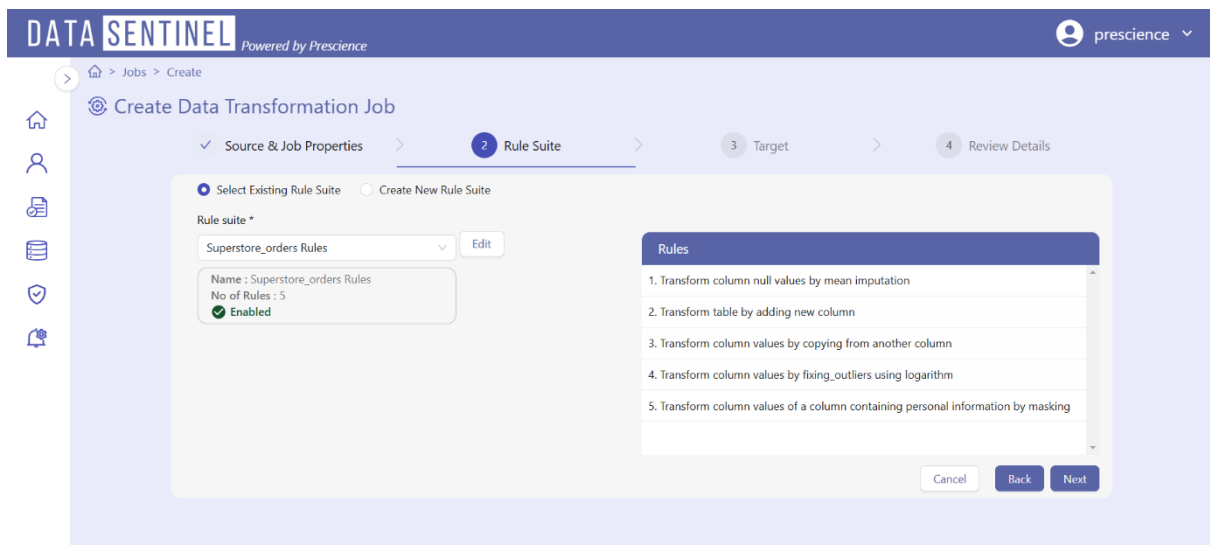 DATA SENTINEL Powered by Prescience
prescience
> Jobs > Create
Create Data Transformation Job
Source & Job Properties
2 Rule Suite
3 Target
4 Review Details
Select Existing Rule Suite
Create New Rule Suite
Rule suite *
Superstore_orders Rules
Edit
Name : Superstore_orders Rules
No of Rules : 5
Enabled
Rules
1. Transform column null values by mean imputation
2. Transform table by adding new column
3. Transform column values by copying from another column
4. Transform column values by fixing_outliers using logarithm
5. Transform column values of a column containing personal information by masking
Cancel
Back
Next